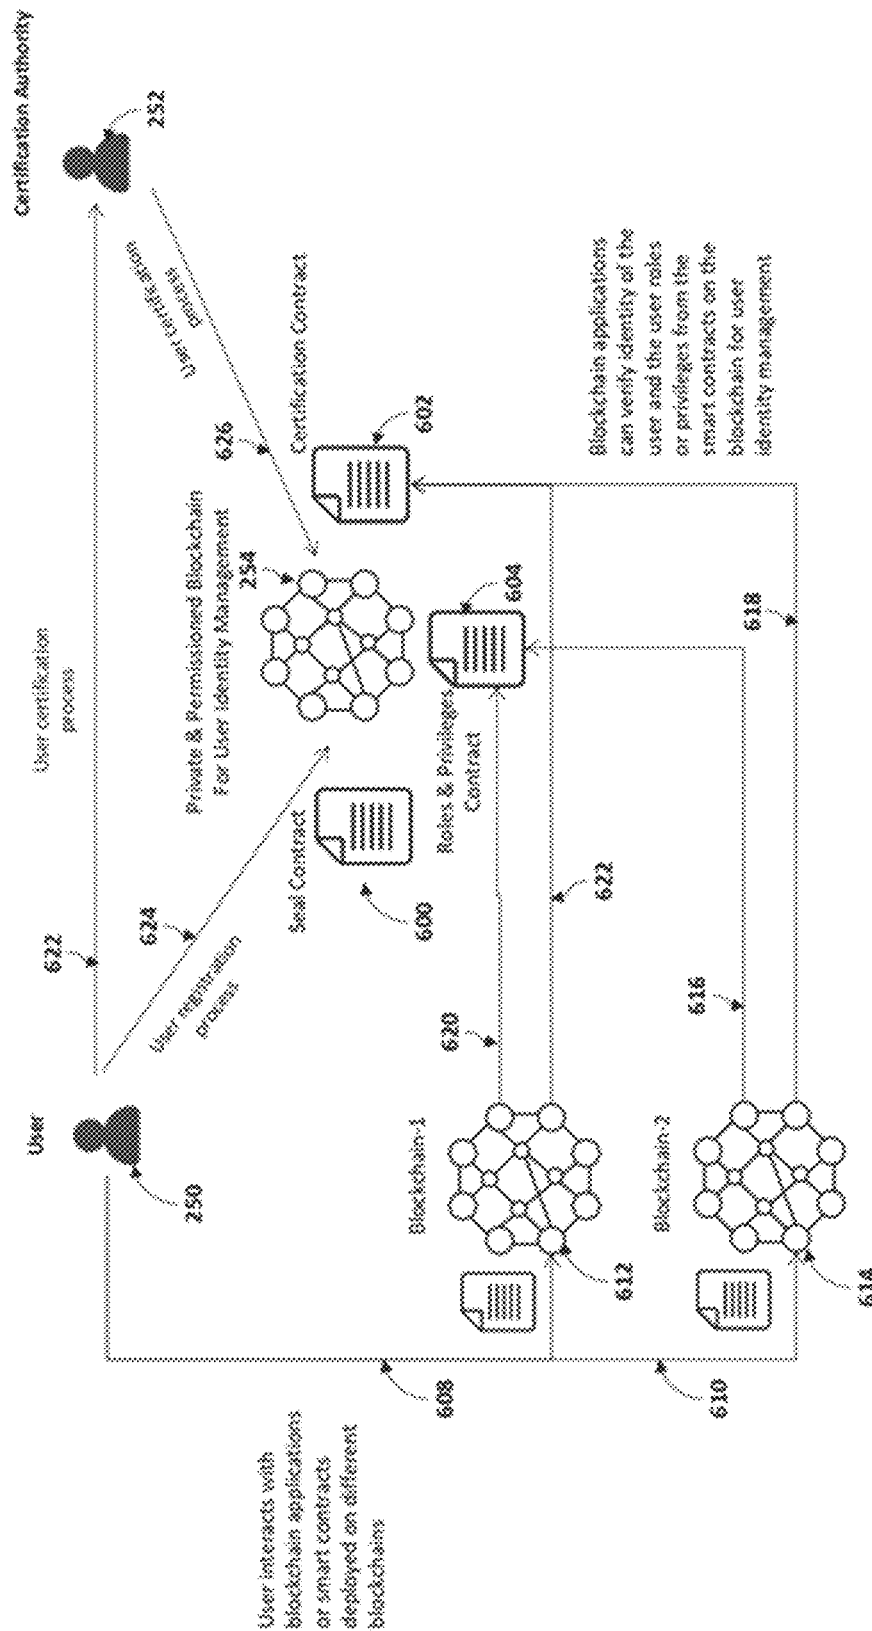 Certification Authority
252
User certification
process
User certification
process
622
User
250
624
User registration
process
Private & Permissioned Blockchain
For User Identity Management
254
626
Certification Contract
602
Seal Contract
600
Roles & Privileges
Contract
604
Blockchain applications
can verify identity of the
user and the user roles
or privileges from the
smart contracts on the
blockchain for user
identity management
User interacts with
blockchain applications
or smart contracts
deployed on different
blockchains
608
610
Blockchain-1
612
620
622
Blockchain-2
614
616
618